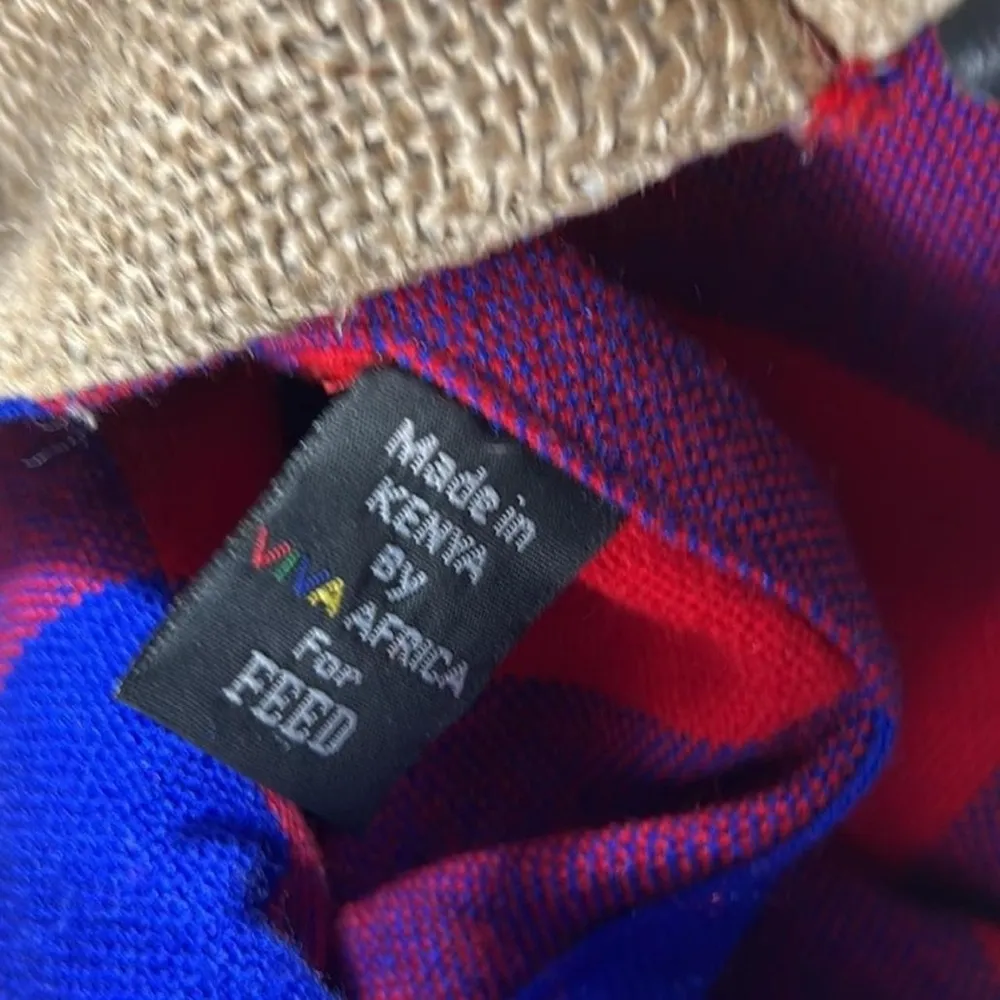 Made in
KENYA
By
VIVA AFRICA
For
FEED